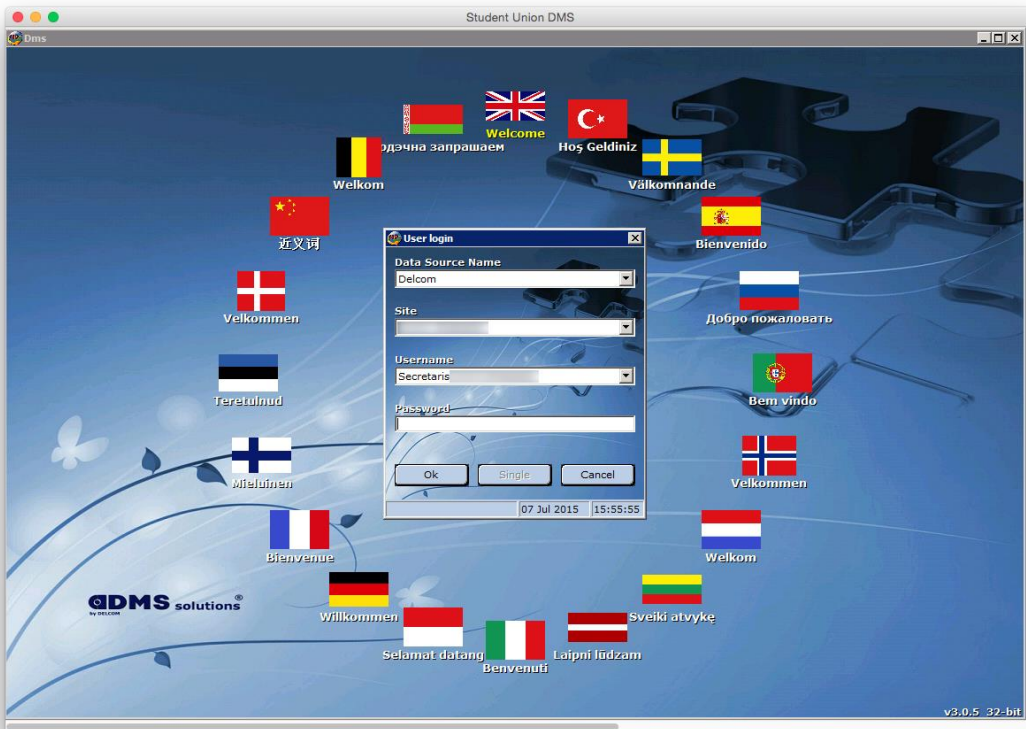 Student Union DMS
Dms
Welcome
рдэчна запрашаем
Hoş Geldiniz
Welkom
Välkomnande
近义词
Bienvenido
Velkommen
Добро пожаловать
Teretulnud
Bem vindo
Mieluinen
Velkommen
Bienvenue
Welkom
Willkommen
Sveiki atvykę
Selamat datang
Benvenuti
Laipni lūdzam
User login
Data Source Name
Delcom
Site
Username
Secretaris
Password
Ok
Single
Cancel
07 Jul 2015
15:55:55
DMS solutions®
by DELCOM
v3.0.5 32-bit